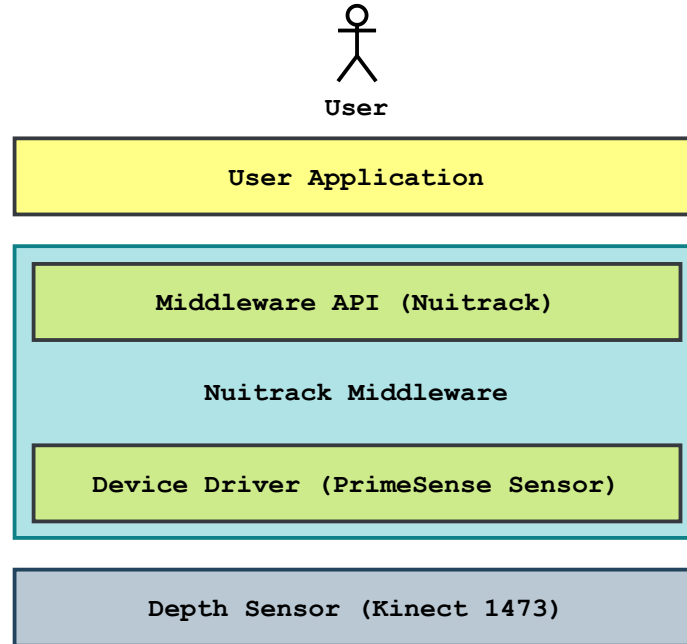 User
User Application
Middleware API (Nuitrack)
Nuitrack Middleware
Device Driver (PrimeSense Sensor)
Depth Sensor (Kinect 1473)